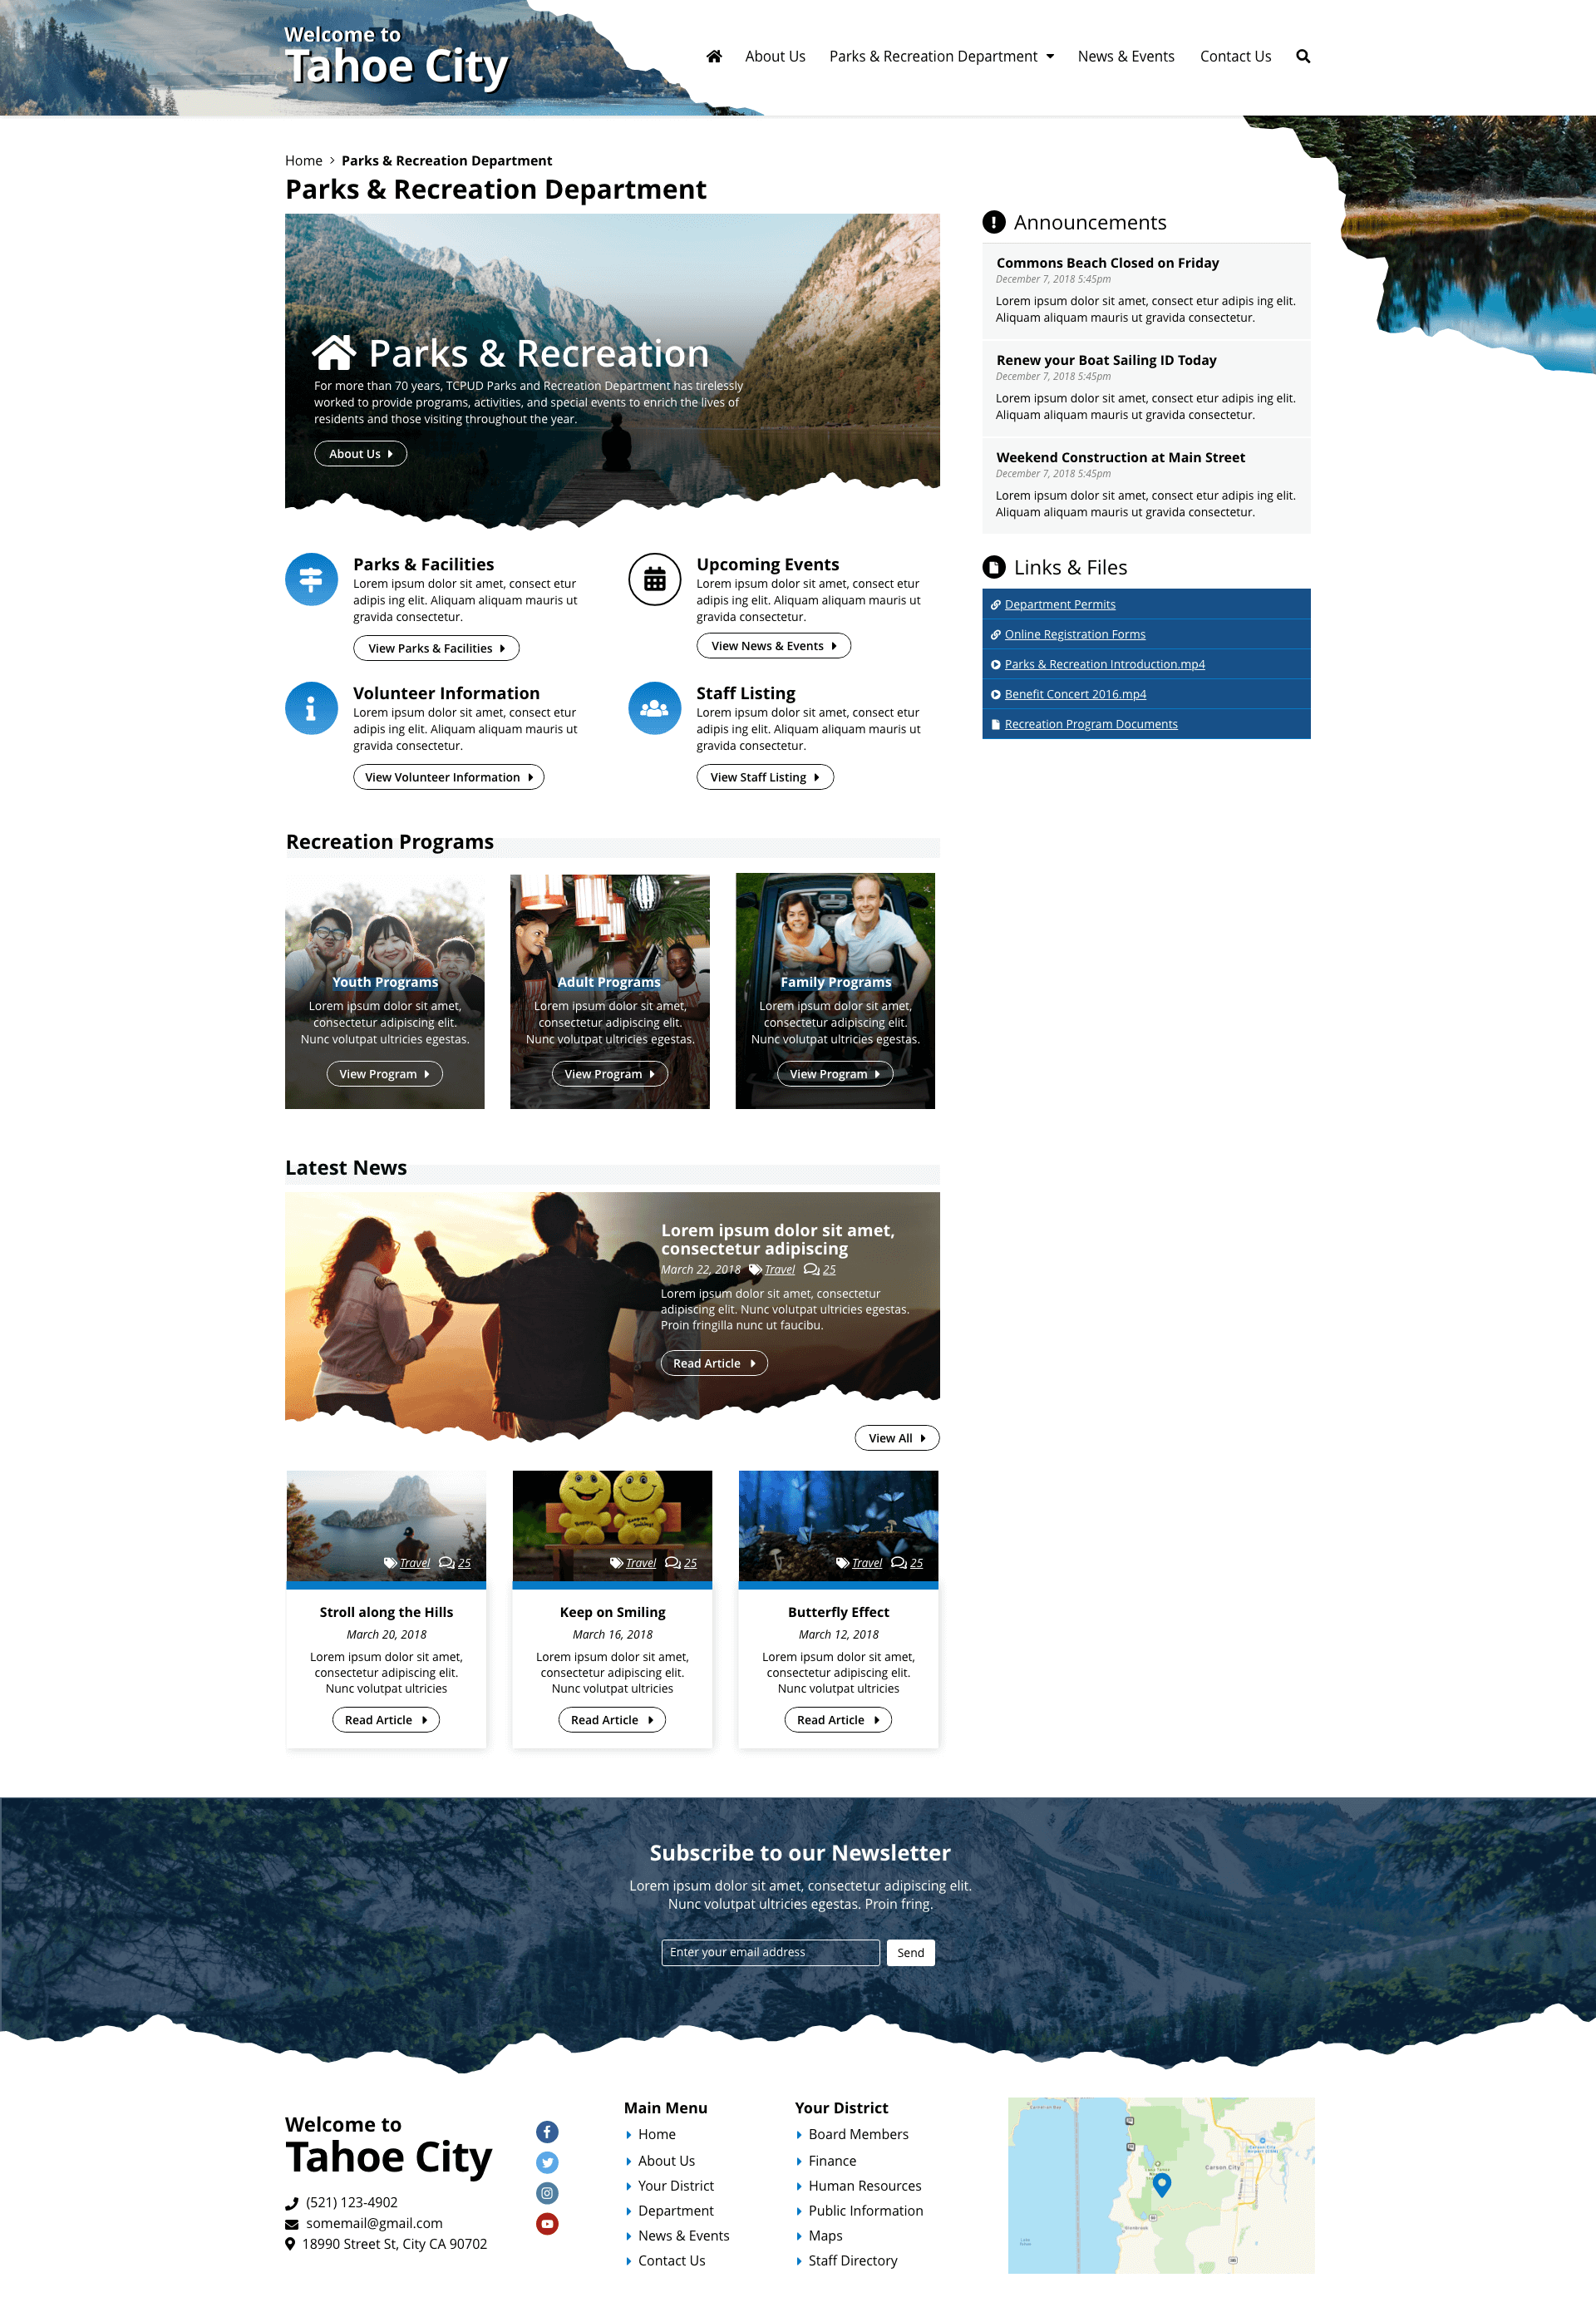 Welcome to
Tahoe City
About Us
Parks & Recreation Department
News & Events
Contact Us
Home > Parks & Recreation Department
Parks & Recreation Department
Parks & Recreation
For more than 70 years, TCPUD Parks and Recreation Department has tirelessly
worked to provide programs, activities, and special events to enrich the lives of
residents and those visiting throughout the year.
About Us
Announcements
Commons Beach Closed on Friday
December 7, 2018 5:45pm
Lorem ipsum dolor sit amet, consect etur adipis ing elit.
Aliquam aliquam mauris ut gravida consectetur.
Renew your Boat Sailing ID Today
December 7, 2018 5:45pm
Lorem ipsum dolor sit amet, consect etur adipis ing elit.
Aliquam aliquam mauris ut gravida consectetur.
Weekend Construction at Main Street
December 7, 2018 5:45pm
Lorem ipsum dolor sit amet, consect etur adipis ing elit.
Aliquam aliquam mauris ut gravida consectetur.
Links & Files
Department Permits
Online Registration Forms
Parks & Recreation Introduction.mp4
Benefit Concert 2016.mp4
Recreation Program Documents
Parks & Facilities
Lorem ipsum dolor sit amet, consect etur
adipis ing elit. Aliquam aliquam mauris ut
gravida consectetur.
View Parks & Facilities
Upcoming Events
Lorem ipsum dolor sit amet, consect etur
adipis ing elit. Aliquam aliquam mauris ut
gravida consectetur.
View News & Events
Volunteer Information
Lorem ipsum dolor sit amet, consect etur
adipis ing elit. Aliquam aliquam mauris ut
gravida consectetur.
View Volunteer Information
Staff Listing
Lorem ipsum dolor sit amet, consect etur
adipis ing elit. Aliquam aliquam mauris ut
gravida consectetur.
View Staff Listing
Recreation Programs
Youth Programs
Lorem ipsum dolor sit amet,
consectetur adipiscing elit.
Nunc volutpat ultricies egestas.
View Program
Adult Programs
Lorem ipsum dolor sit amet,
consectetur adipiscing elit.
Nunc volutpat ultricies egestas.
View Program
Family Programs
Lorem ipsum dolor sit amet,
consectetur adipiscing elit.
Nunc volutpat ultricies egestas.
View Program
Latest News
Lorem ipsum dolor sit amet,
consectetur adipiscing
March 22, 2018 Travel 25
Lorem ipsum dolor sit amet, consectetur
adipiscing elit. Nunc volutpat ultricies egestas.
Proin fringilla nunc ut faucibu.
Read Article
View All
Travel 25
Stroll along the Hills
March 20, 2018
Lorem ipsum dolor sit amet,
consectetur adipiscing elit.
Nunc volutpat ultricies
Read Article
Travel 25
Keep on Smiling
March 16, 2018
Lorem ipsum dolor sit amet,
consectetur adipiscing elit.
Nunc volutpat ultricies
Read Article
Travel 25
Butterfly Effect
March 12, 2018
Lorem ipsum dolor sit amet,
consectetur adipiscing elit.
Nunc volutpat ultricies
Read Article
Subscribe to our Newsletter
Lorem ipsum dolor sit amet, consectetur adipiscing elit.
Nunc volutpat ultricies egestas. Proin fring.
Enter your email address
Send
Welcome to
Tahoe City
(521) 123-4902
somemail@gmail.com
18990 Street St, City CA 90702
Main Menu
Home
About Us
Your District
Department
News & Events
Contact Us
Your District
Board Members
Finance
Human Resources
Public Information
Maps
Staff Directory
Carson City